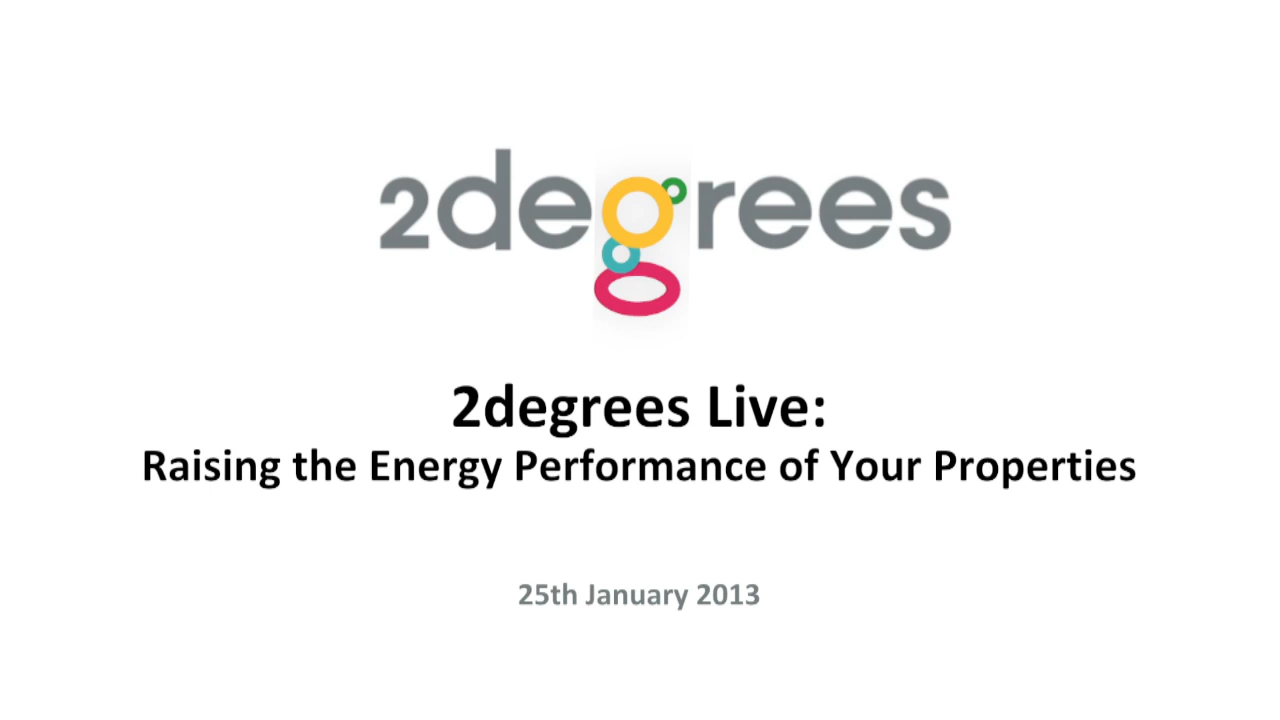 2degrees
2degrees Live:
Raising the Energy Performance of Your Properties
25th January 2013